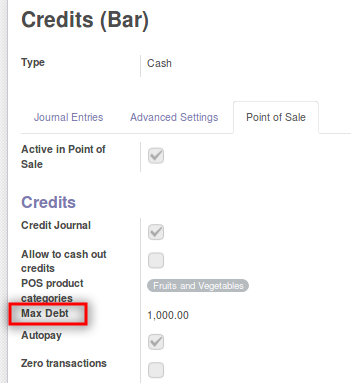 Credits (Bar)
Type Cash
Journal Entries Advanced Settings Point of Sale
Active in Point of
Sale
Credits
Credit Journal
Allow to cash out
credits
POS product Fruits and Vegetables
categories
Max Debt 1,000.00
Autopay
Zero transactions